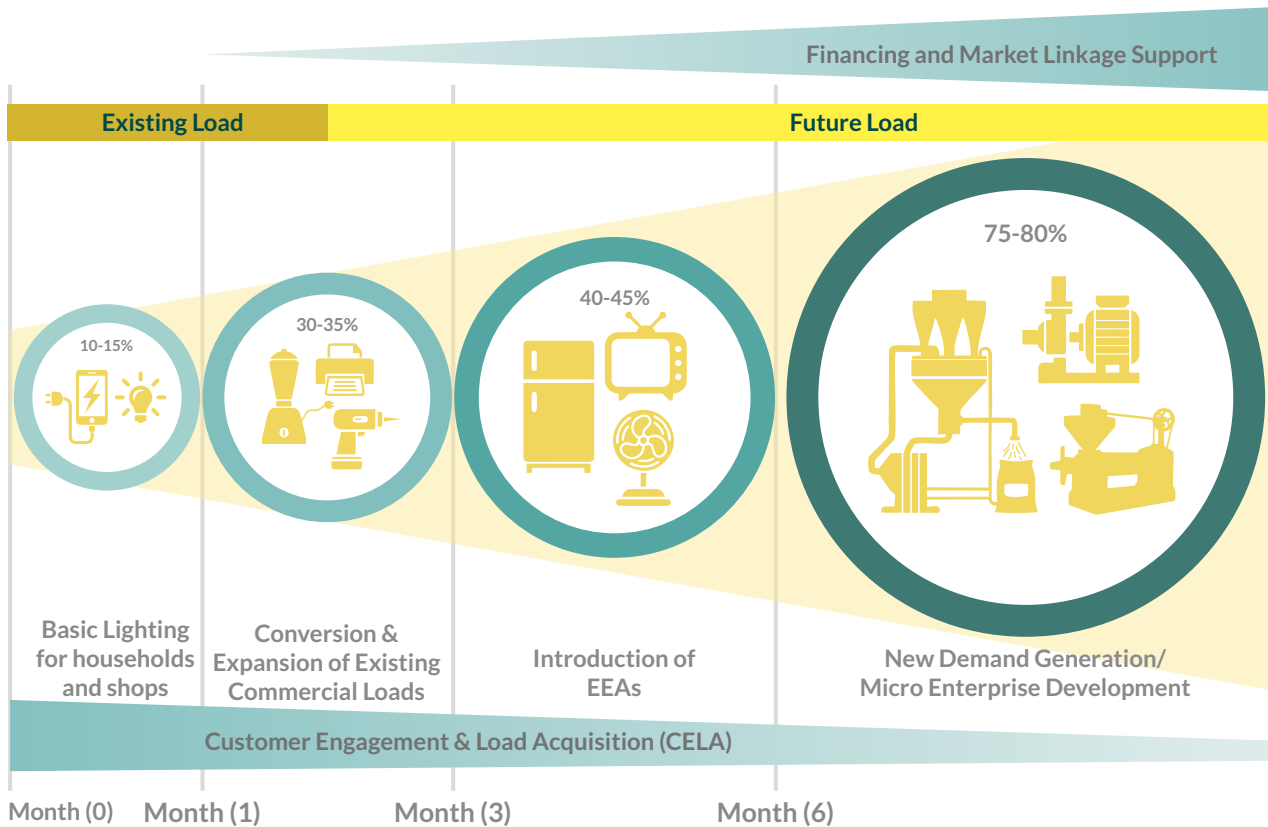 Financing and Market Linkage Support
Existing Load
Future Load
10-15%
30-35%
40-45%
75-80%
Basic Lighting
for households
and shops
Conversion &
Expansion of Existing
Commercial Loads
Introduction of
EEAs
New Demand Generation/
Micro Enterprise Development
Customer Engagement & Load Acquisition (CELA)
Month (0)
Month (1)
Month (3)
Month (6)